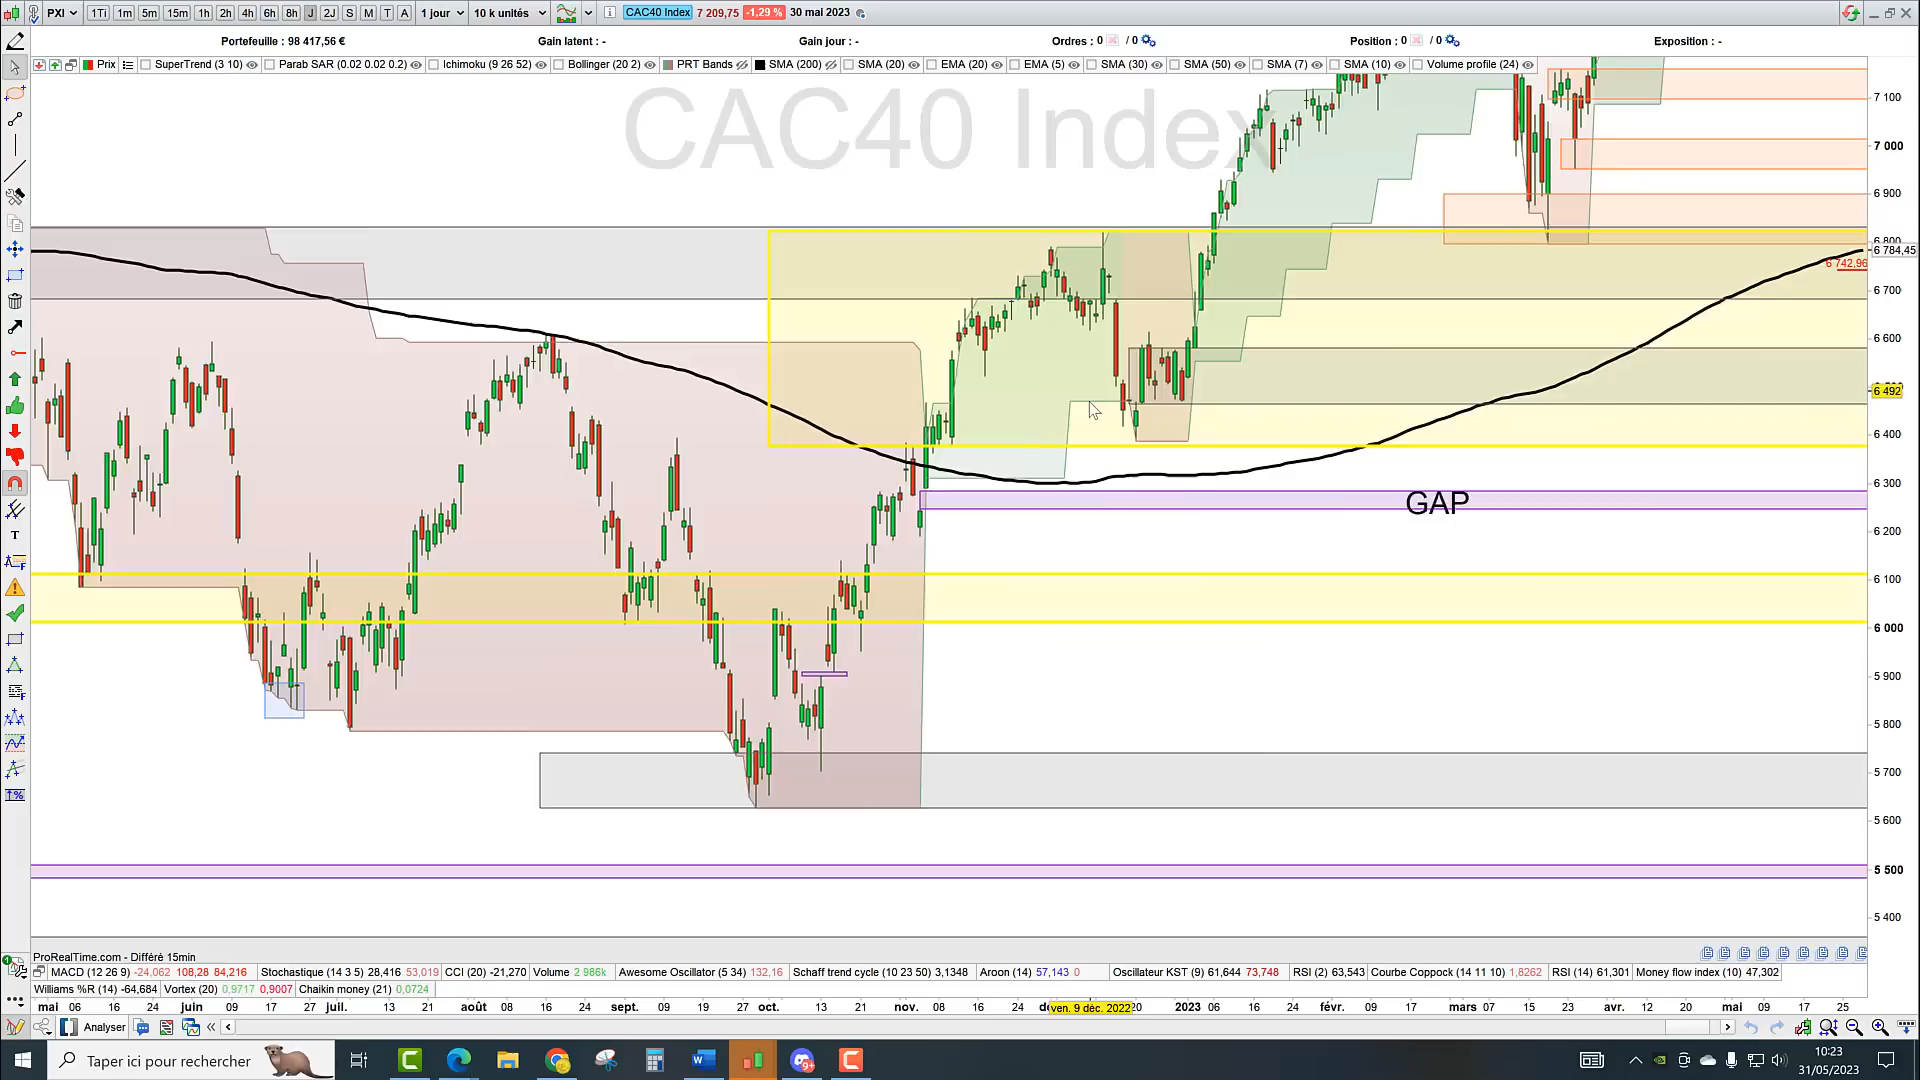 PXI 1Ti 1m 5m 15m 1h 2h 4h 6h 8h J 2J S M T A 1 jour 10 k unités CAC40 Index 7 209,75 -1,29 % 30 mai 2023
Portefeuille : 98 417,56 € Gain latent : - Gain jour : - Ordres : 0 / 0 Position : 0 / 0 Exposition : -
Prix SuperTrend (3 10) Parab SAR (0.02 0.02 0.2) Ichimoku (9 26 52) Bollinger (20 2) PRT Bands SMA (200) SMA (20) EMA (20) EMA (5) SMA (30) SMA (50) SMA (7) SMA (10) Volume profile (24)
CAC40 Index
7 100
7 000
6 900
6 800
6 784,45
6 742,96
6 700
6 600
6 492
6 400
6 300
GAP
6 200
6 100
6 000
5 900
5 800
5 700
5 600
5 500
5 400
ProRealTime.com - Différé 15min
MACD (12 26 9) -24,062 108,28 84,216 Stochastique (14 3 5) 28,416 53,019 CCI (20) -21,270 Volume 2 986k Awesome Oscillator (5 34) 132,16 Schaff trend cycle (10 23 50) 3,1348 Aroon (14) 57,143 0 Oscillateur KST (9) 61,644 73,748 RSI (2) 63,543 Courbe Coppock (14 11 10) 1,8262 RSI (14) 61,301 Money flow index (10) 47,302
Williams %R (14) -64,684 Vortex (20) 0,9717 0,9007 Chaikin money (21) 0,0724
mai 06 16 24 juin 09 17 27 juil. 13 21 août 08 16 24 sept. 09 19 27 oct. 13 21 nov. 08 16 24 ven. 9 déc. 2022 20 2023 06 16 24 févr. 09 17 mars 07 15 23 avr. 12 20 mai 09 17 25
Analyser
Taper ici pour rechercher
10:23
31/05/2023